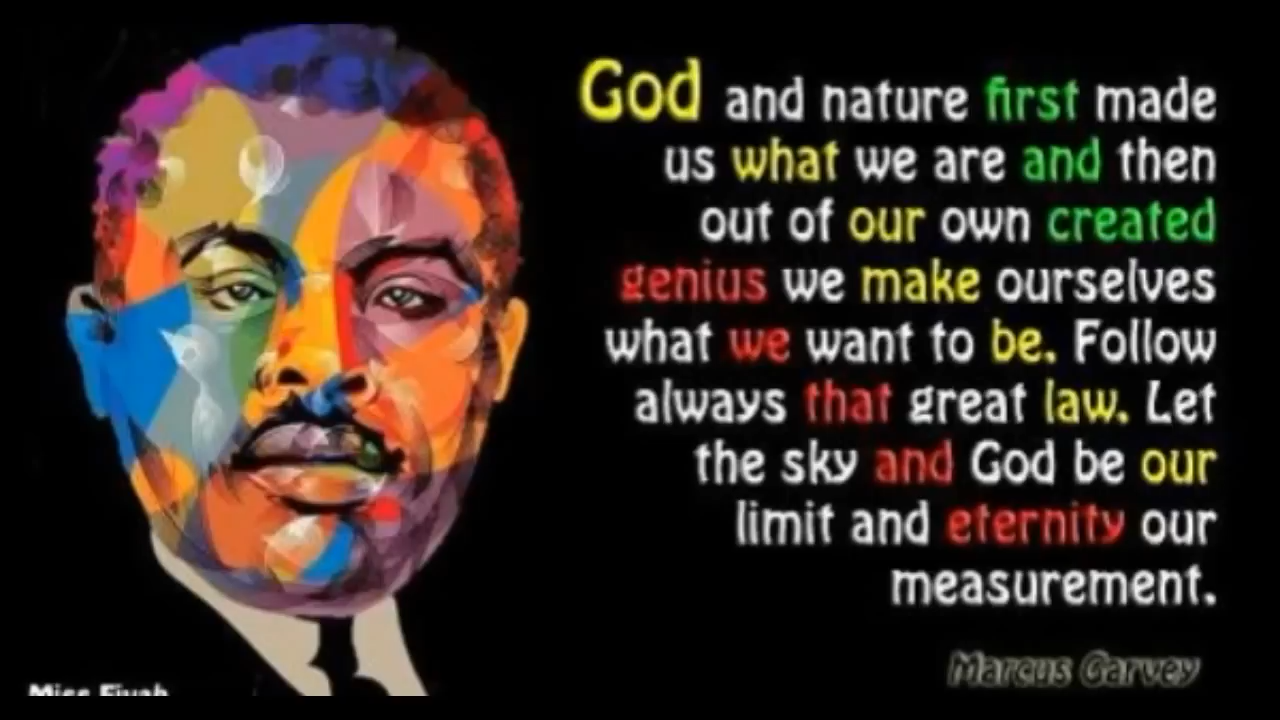 God and nature first made
us what we are and then
out of our own created
genius we make ourselves
what we want to be. Follow
always that great law. Let
the sky and God be our
limit and eternity our
measurement.
Marcus Garvey
Miss Fiyah